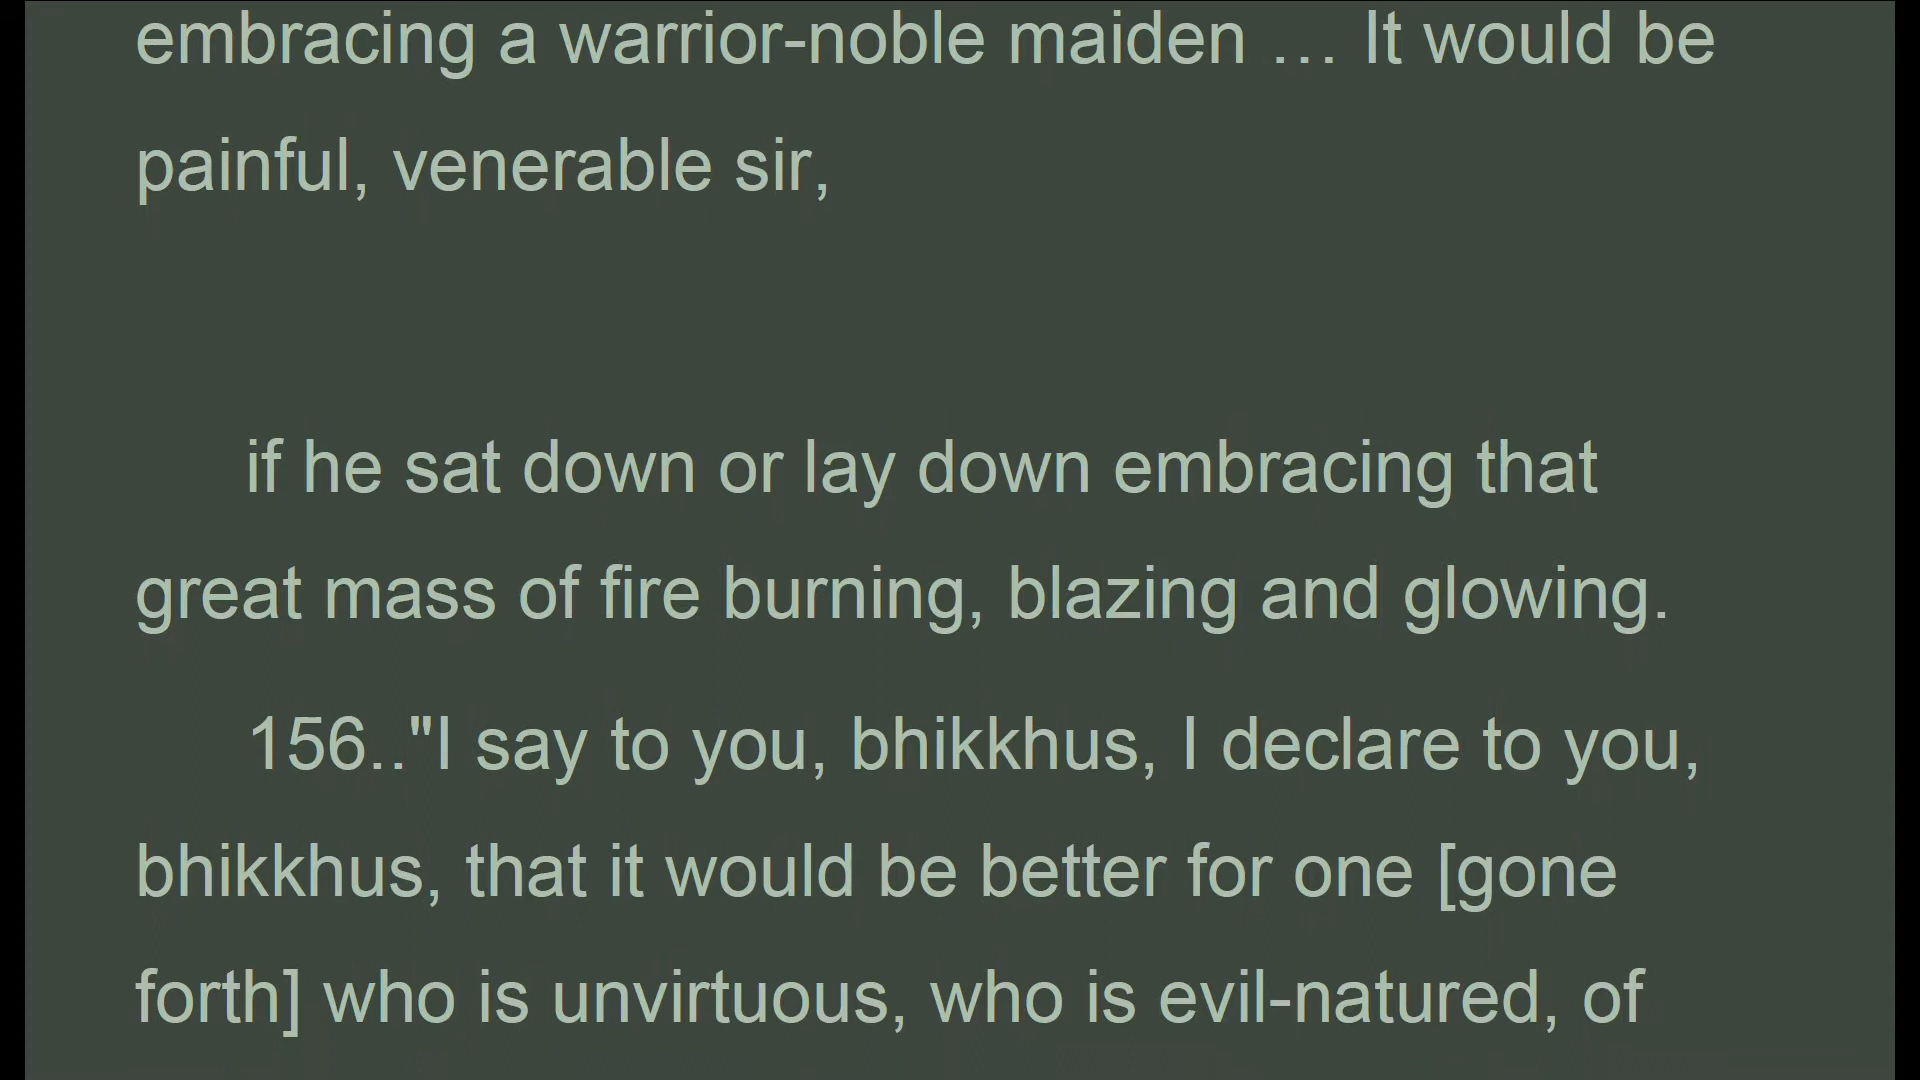 embracing a warrior-noble maiden … It would be
painful, venerable sir,
if he sat down or lay down embracing that
great mass of fire burning, blazing and glowing.
156.."I say to you, bhikkhus, I declare to you,
bhikkhus, that it would be better for one [gone
forth] who is unvirtuous, who is evil-natured, of